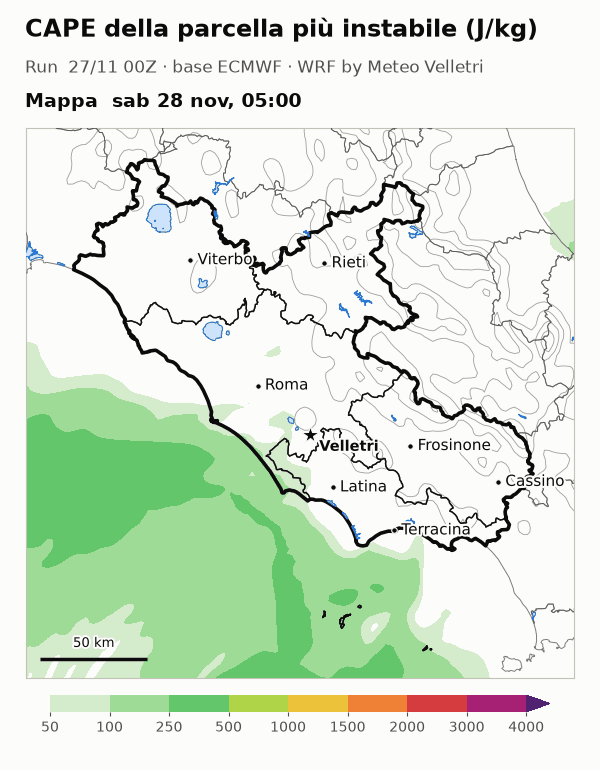 CAPE della parcella più instabile (J/kg)
Run  27/11 00Z · base ECMWF · WRF by Meteo Velletri
Mappa  sab 28 nov, 05:00
Viterbo
Rieti
Roma
Velletri
Frosinone
Latina
Cassino
Terracina
50 km
50 100 250 500 1000 1500 2000 3000 4000